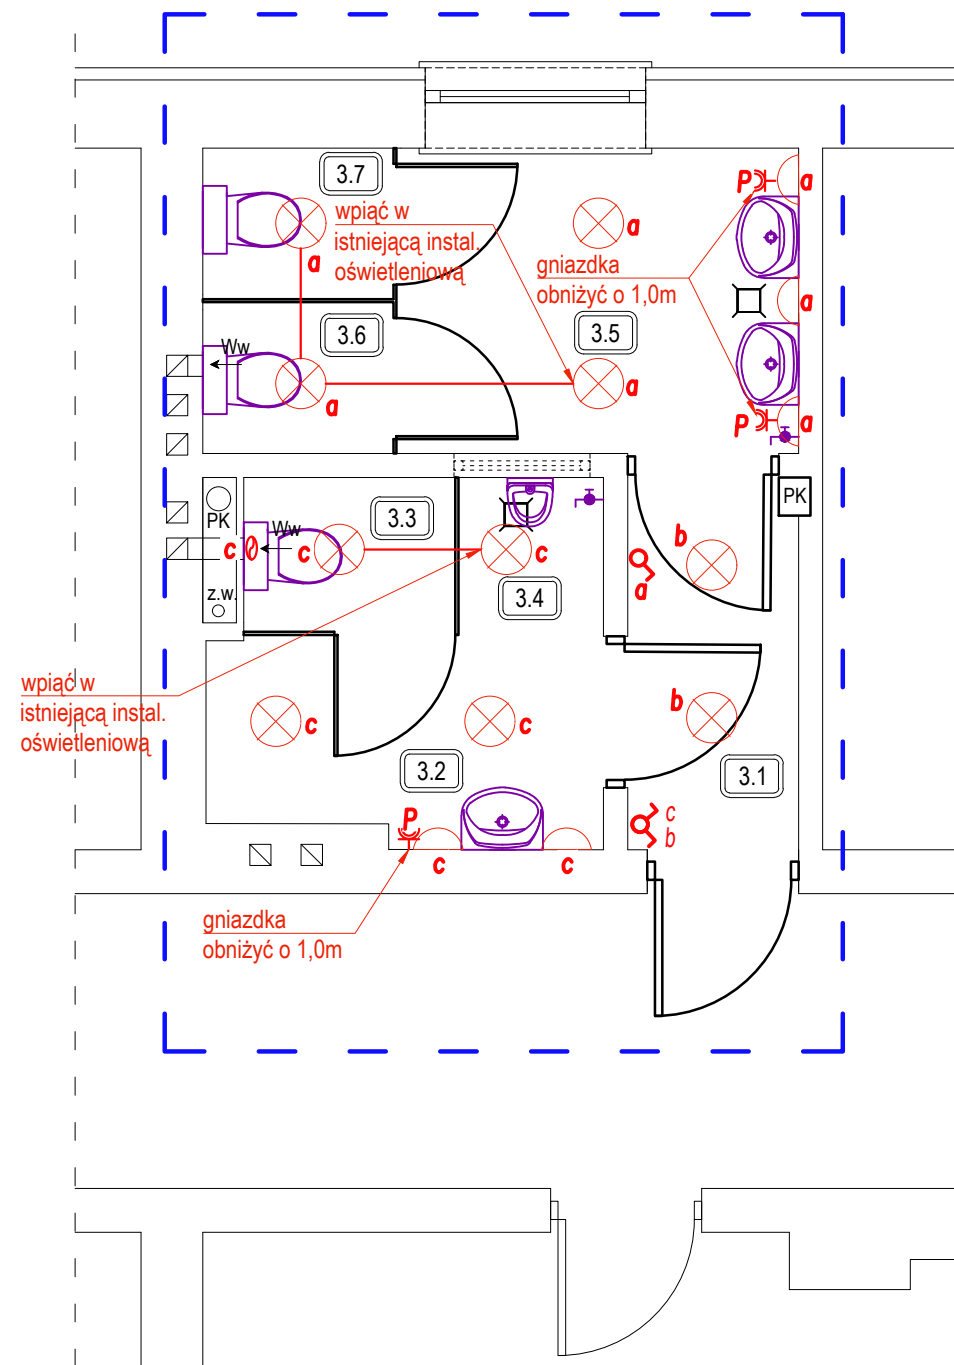 3.7
P
a
wpiąć w
istniejącą instal.
oświetleniową
a
a
gniazdka
obniżyć o 1,0m
a
3.6
3.5
Ww
a
a
P
a
PK
PK
3.3
Ww
c
c
c
b
a
z.w.
3.4
wpiąć w
istniejącą instal.
oświetleniową
c
c
b
3.2
3.1
P
c
b
c
c
gniazdka
obniżyć o 1,0m